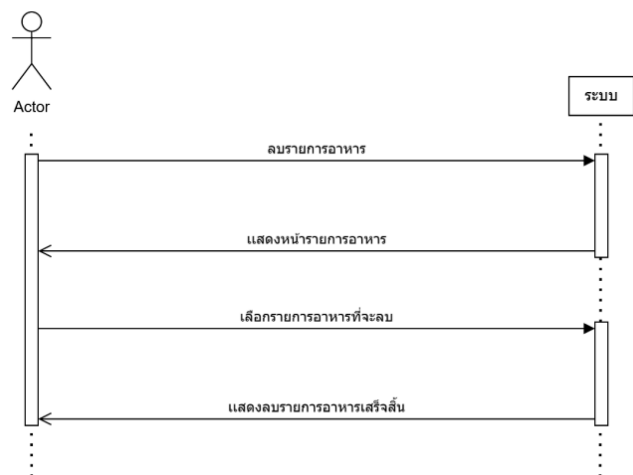 Actor
ระบบ
ลบรายการอาหาร
แสดงหน้ารายการอาหาร
เลือกรายการอาหารที่จะลบ
แสดงลบรายการอาหารเสร็จสิ้น